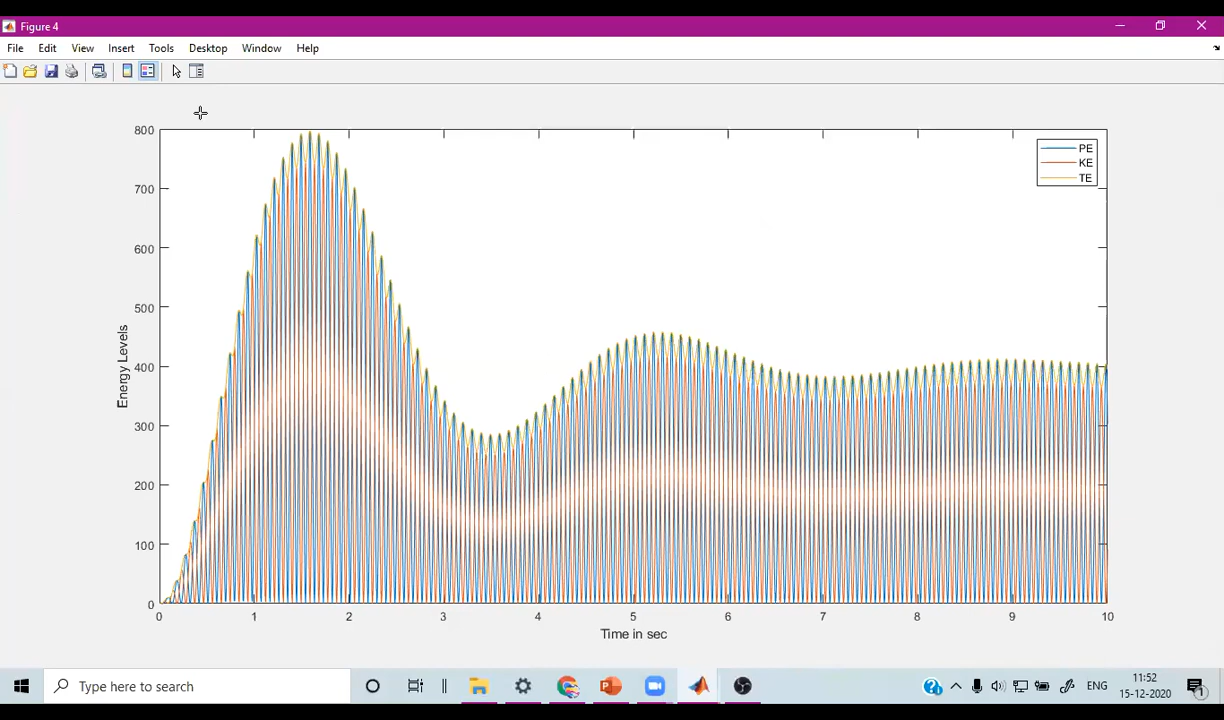 Figure 4
File Edit View Insert Tools Desktop Window Help
800
700
600
500
400
300
200
100
0
Energy Levels
PE
KE
TE
0 1 2 3 4 5 6 7 8 9 10
Time in sec
Type here to search
ENG
11:52
15-12-2020
1